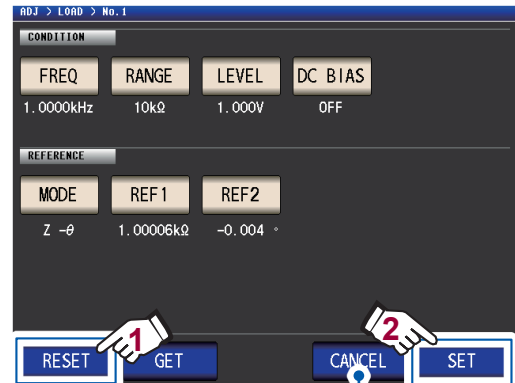 ADJ > LOAD > No.1
CONDITION
FREQ RANGE LEVEL DC BIAS
1.0000kHz 10kΩ 1.000V OFF
REFERENCE
MODE REF1 REF2
Z -θ 1.00006kΩ -0.004 °
1 2
RESET GET CANCEL SET